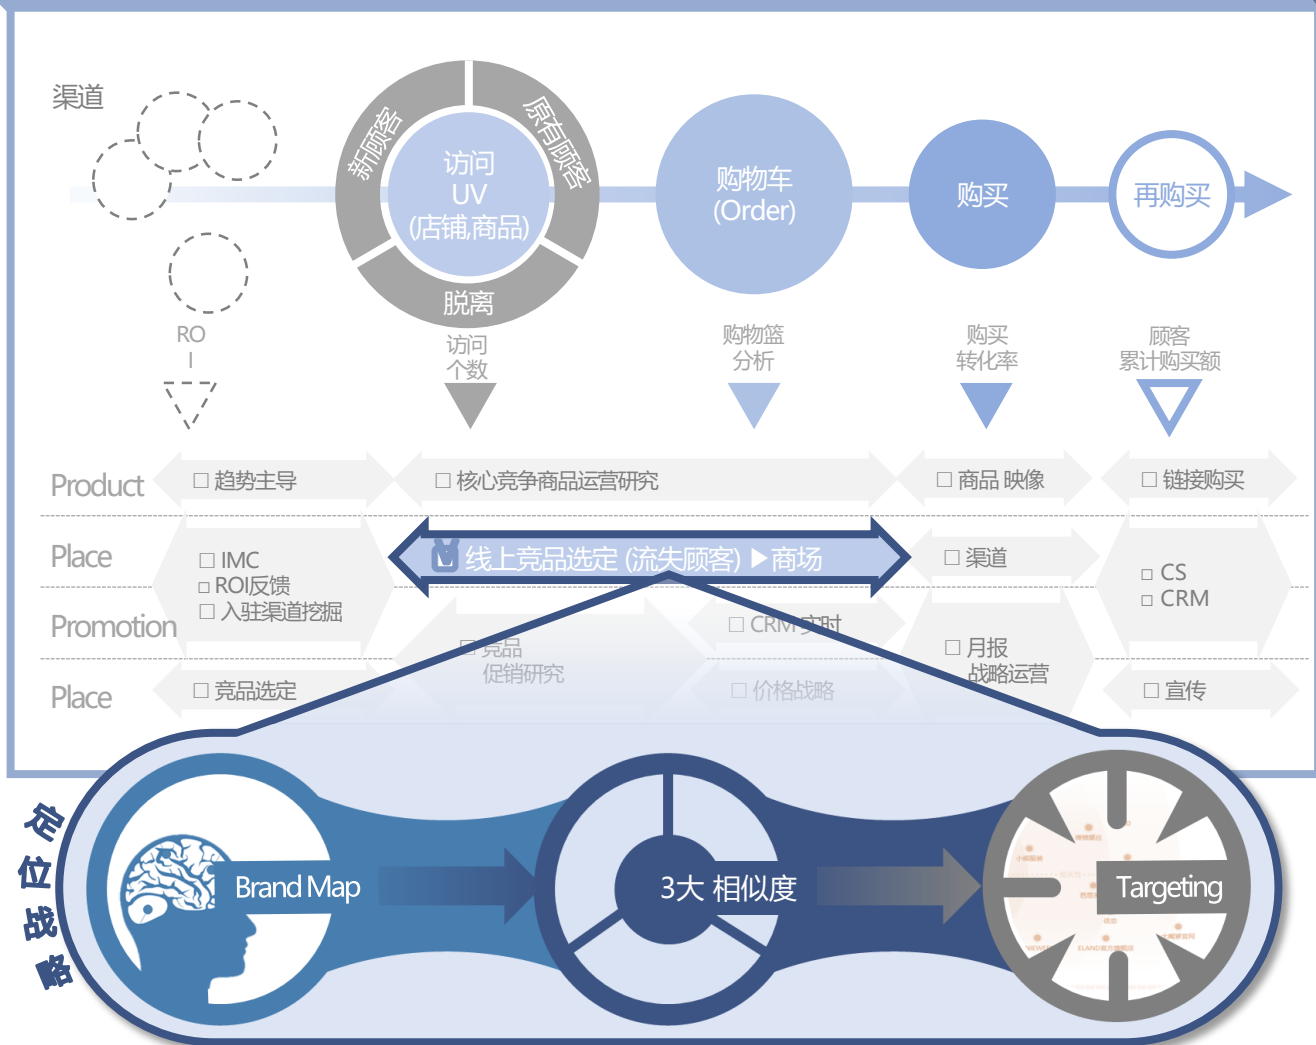 渠道
新顾客
原有顾客
访问
UV
(店铺,商品)
脱离
购物车
(Order)
购买
再购买
RO
I
访问
个数
购物篮
分析
购买
转化率
顾客
累计购买额
Product
□ 趋势主导
□ 核心竞争商品运营研究
□ 商品 映像
□ 链接购买
Place
□ IMC
□ ROI反馈
□ 入驻渠道挖掘
线上竞品选定 (流失顾客) ▶商场
□ 渠道
□ CS
□ CRM
Promotion
□ 竞品
促销研究
□ CRM 实时
□ 月报
战略运营
Place
□ 竞品选定
□ 价格战略
□ 宣传
定位战略
Brand Map
3大 相似度
Targeting